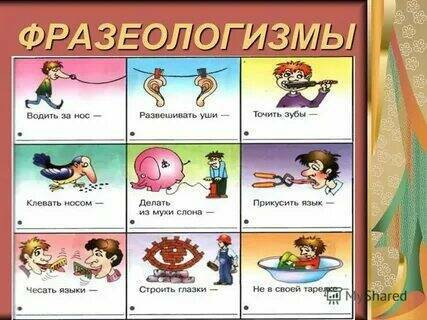 ФРАЗЕОЛОГИЗМЫ
Водить за нос —
Развешивать уши —
Точить зубы —
Клевать носом —
Делать
из мухи слона —
Прикусить язык —
Чесать языки —
Строить глазки —
Не в своей тарелке
MyShared